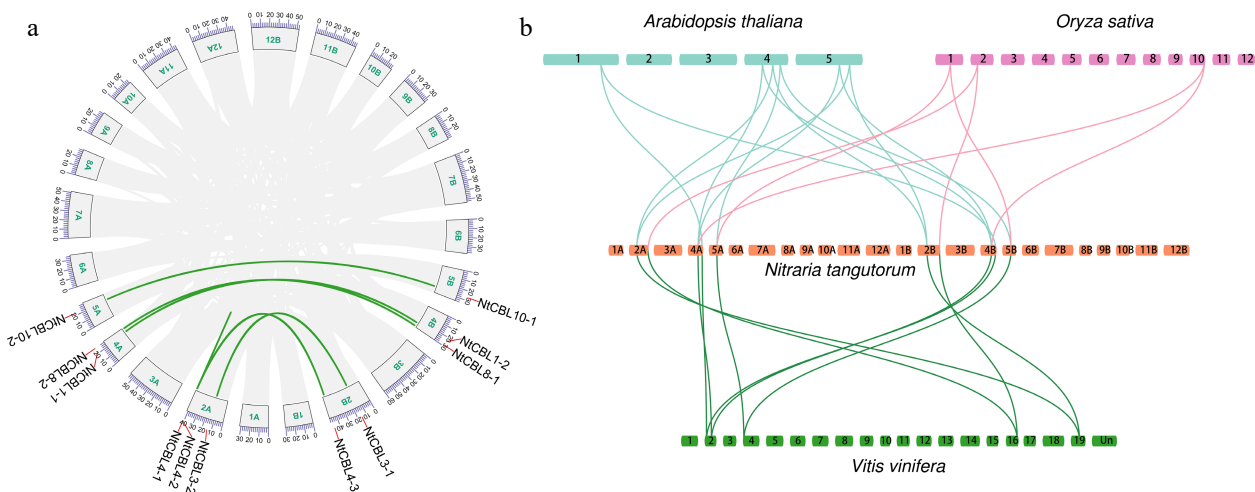 a
b
Arabidopsis thaliana
Oryza sativa
1 2 3 4 5
1 2 3 4 5 6 7 8 9 10 11 12
1A 2A 3A 4A 5A 6A 7A 8A 9A 10A 11A 12A 1B 2B 3B 4B 5B 6B 7B 8B 9B 10B 11B 12B
Nitraria tangutorum
1 2 3 4 5 6 7 8 9 10 11 12 13 14 15 16 17 18 19 Un
Vitis vinifera
12B
11B
10B
9B
8B
7B
6B
5B
4B
3B
2B
1B
1A
2A
3A
4A
5A
6A
7A
8A
9A
10A
11A
12A
NtCBL10-1
NtCBL1-2
NtCBL8-1
NtCBL3-1
NtCBL4-3
NtCBL3-2
NtCBL4-2
NtCBL4-1
NtCBL1-1
NtCBL8-2
NtCBL10-2